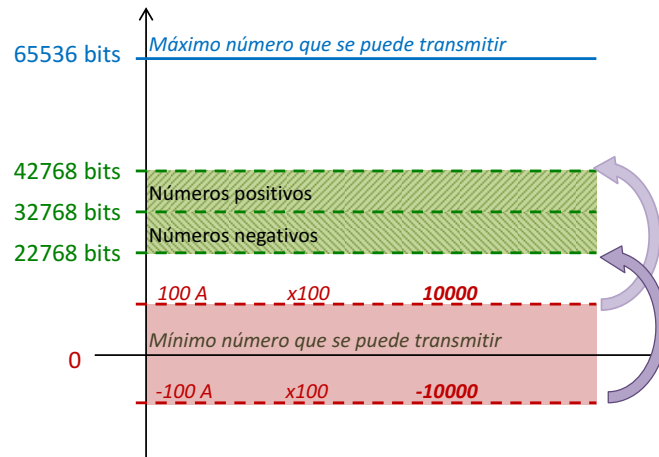 Máximo número que se puede transmitir
65536 bits
42768 bits
Números positivos
32768 bits
Números negativos
22768 bits
100 A x100 10000
Mínimo número que se puede transmitir
0
-100 A x100 -10000